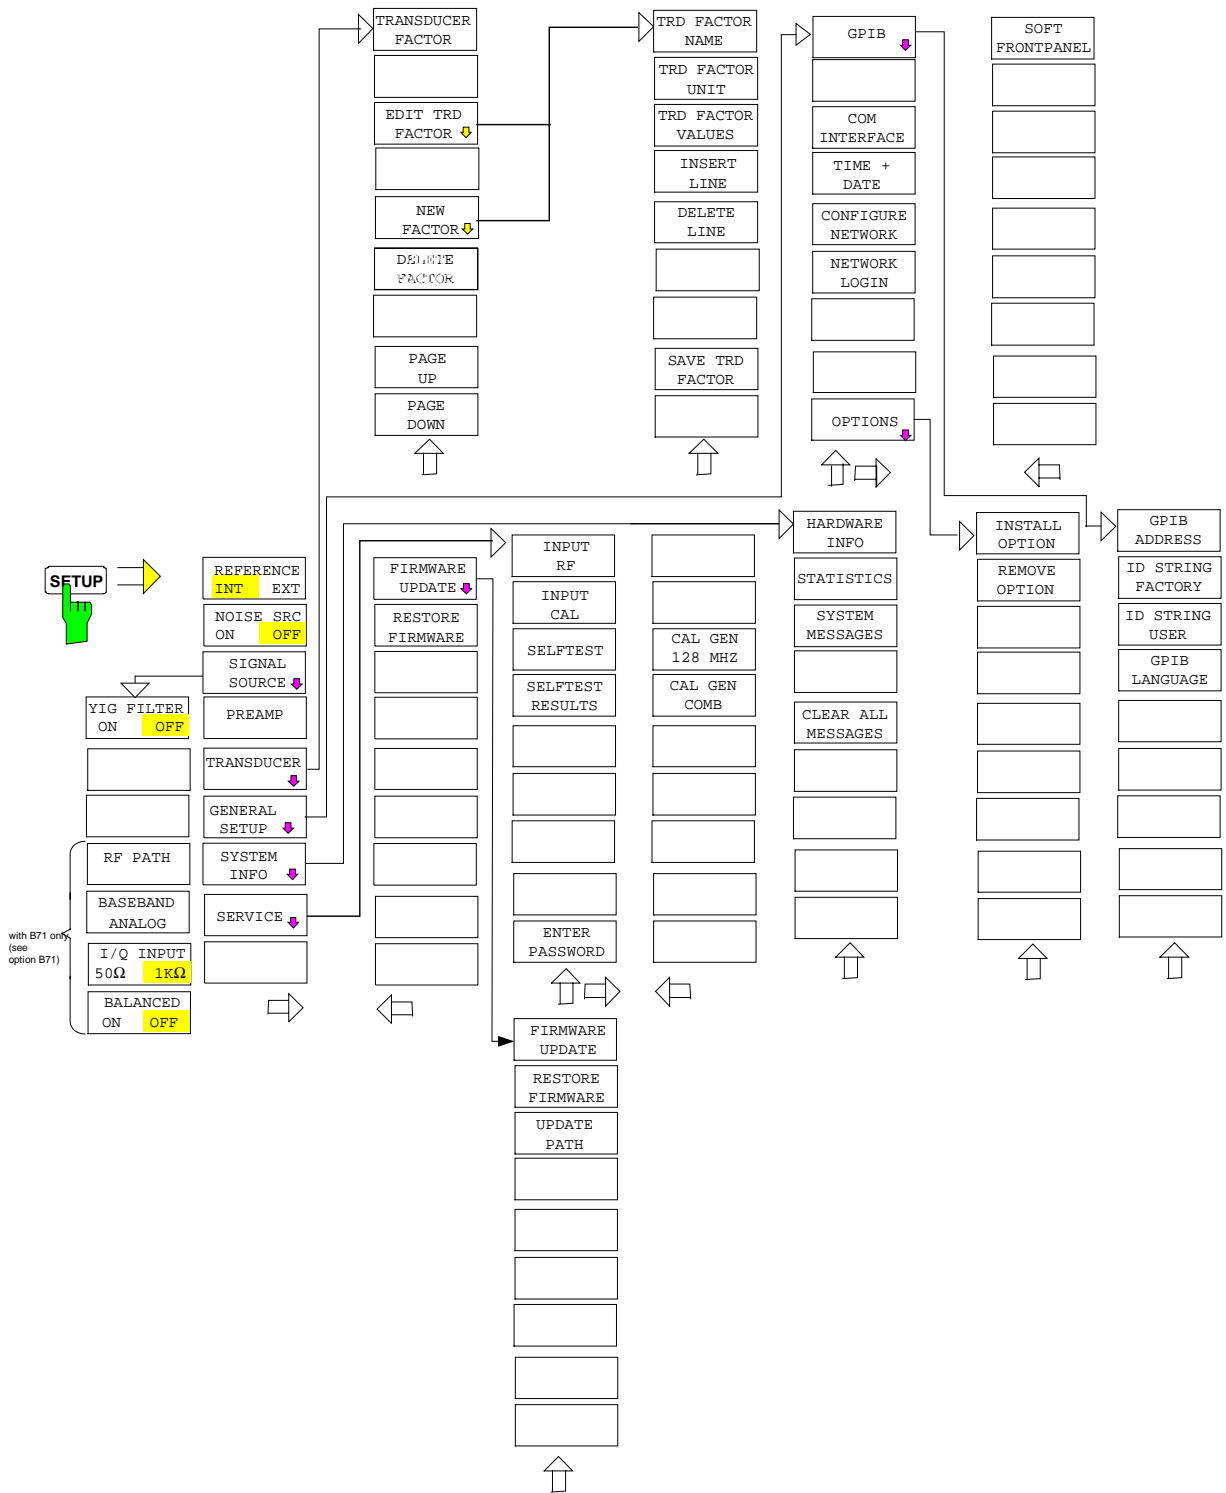 TRANSDUCER
FACTOR
EDIT TRD
FACTOR
NEW
FACTOR
DELETE
FACTOR
PAGE
UP
PAGE
DOWN
TRD FACTOR
NAME
TRD FACTOR
UNIT
TRD FACTOR
VALUES
INSERT
LINE
DELETE
LINE
SAVE TRD
FACTOR
GPIB
COM
INTERFACE
TIME +
DATE
CONFIGURE
NETWORK
NETWORK
LOGIN
OPTIONS
SOFT
FRONTPANEL
SETUP
YIG FILTER
ON OFF
RF PATH
BASEBAND
ANALOG
I/Q INPUT
50Ω 1KΩ
BALANCED
ON OFF
with B71 only
(see
option B71)
REFERENCE
INT EXT
NOISE SRC
ON OFF
SIGNAL
SOURCE
PREAMP
TRANSDUCER
GENERAL
SETUP
SYSTEM
INFO
SERVICE
FIRMWARE
UPDATE
RESTORE
FIRMWARE
INPUT
RF
INPUT
CAL
SELFTEST
SELFTEST
RESULTS
ENTER
PASSWORD
CAL GEN
128 MHZ
CAL GEN
COMB
HARDWARE
INFO
STATISTICS
SYSTEM
MESSAGES
CLEAR ALL
MESSAGES
INSTALL
OPTION
REMOVE
OPTION
GPIB
ADDRESS
ID STRING
FACTORY
ID STRING
USER
GPIB
LANGUAGE
FIRMWARE
UPDATE
RESTORE
FIRMWARE
UPDATE
PATH